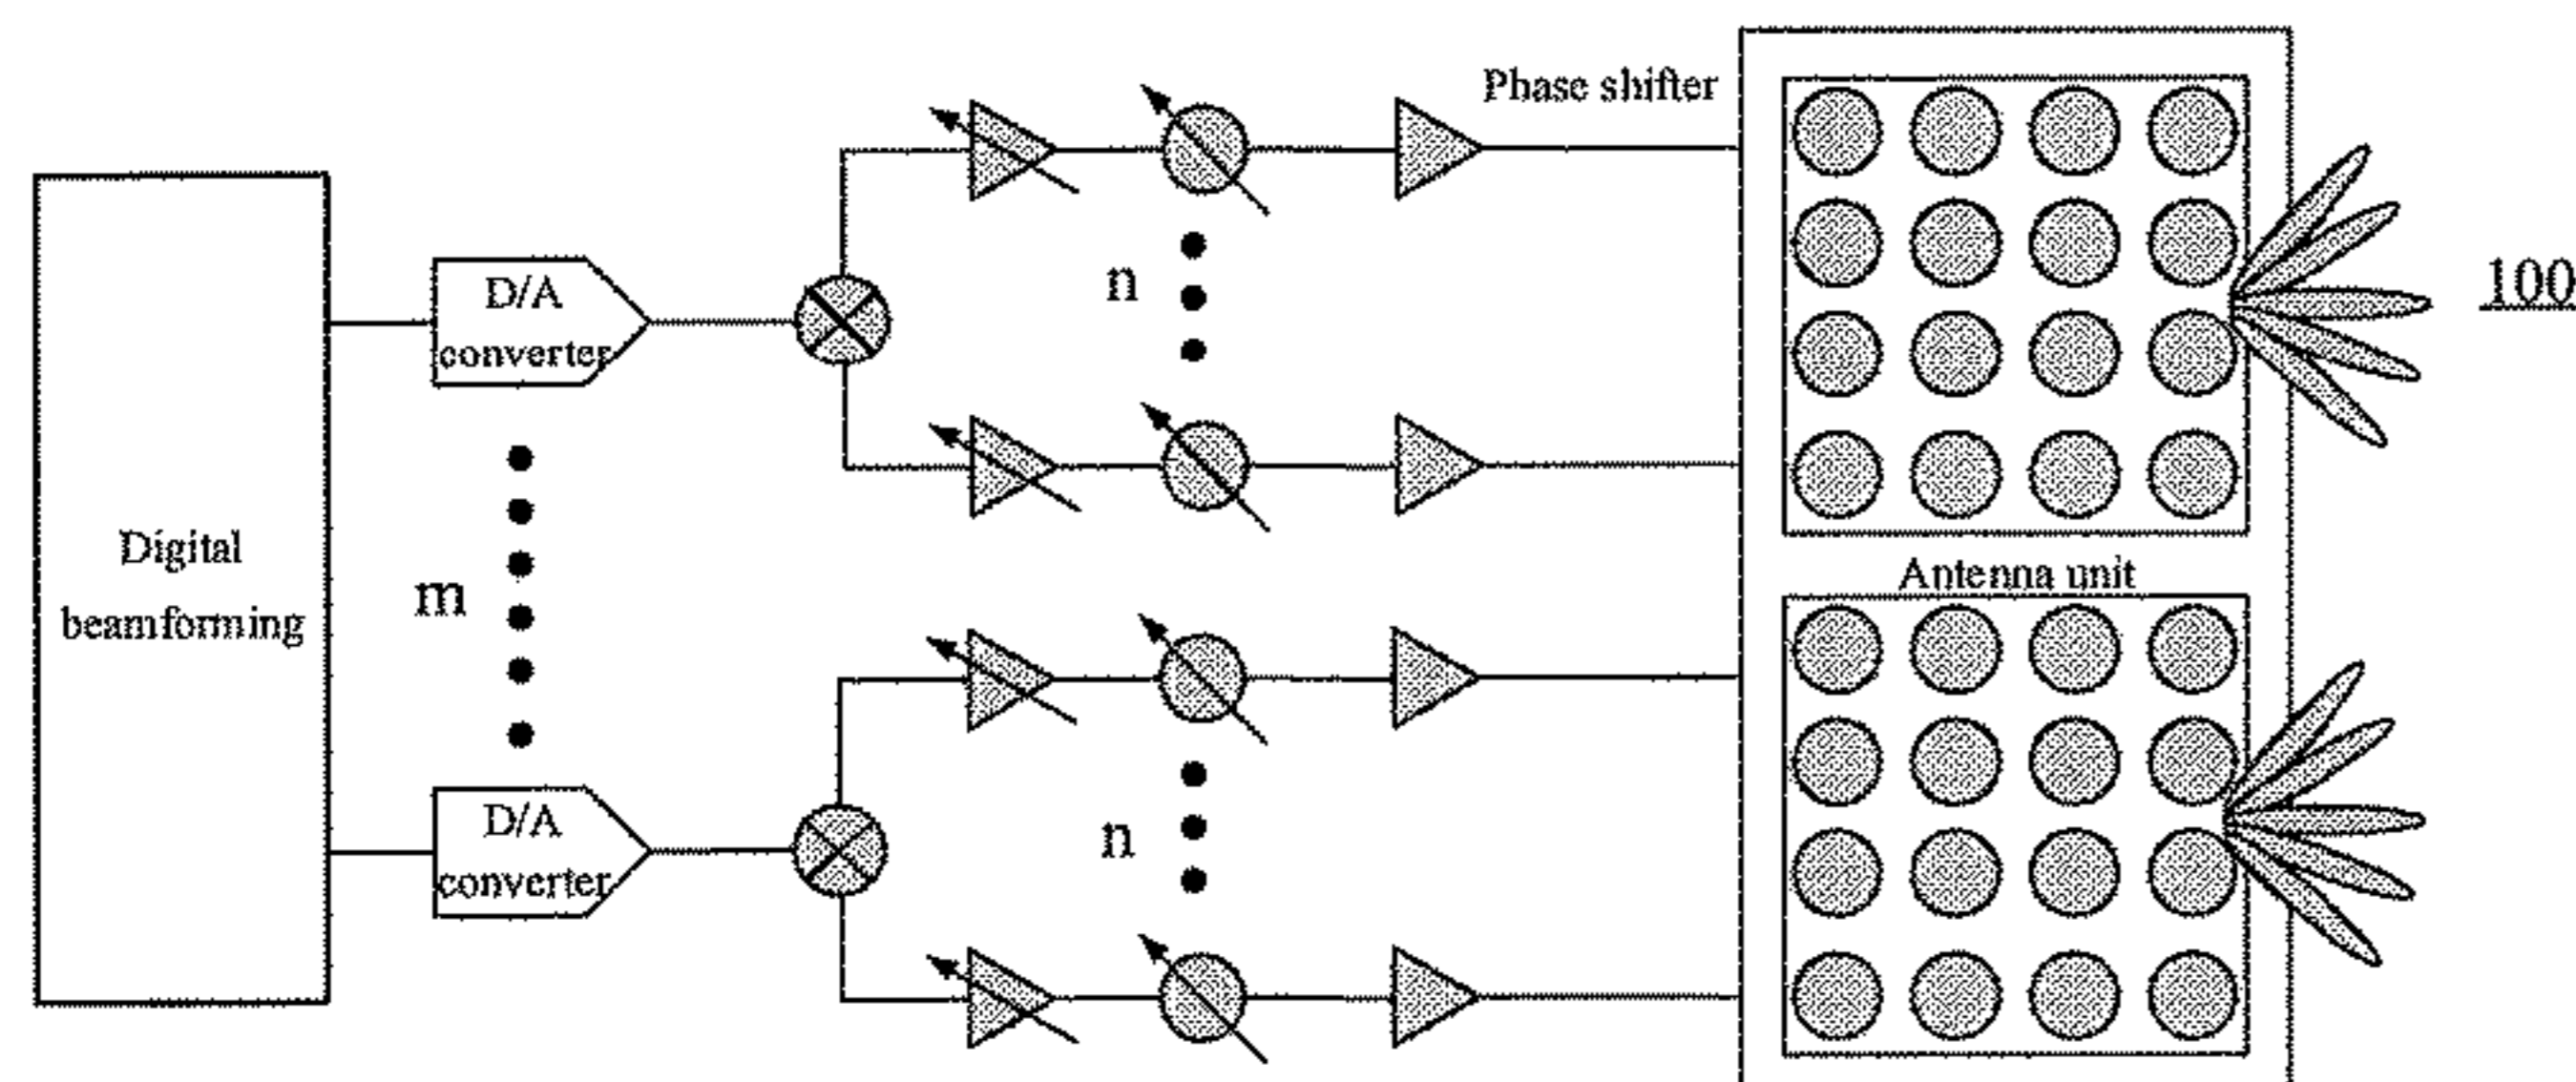 Phase shifter
D/A
converter
n
100
Digital
beamforming
m
Antenna unit
D/A
converter
n